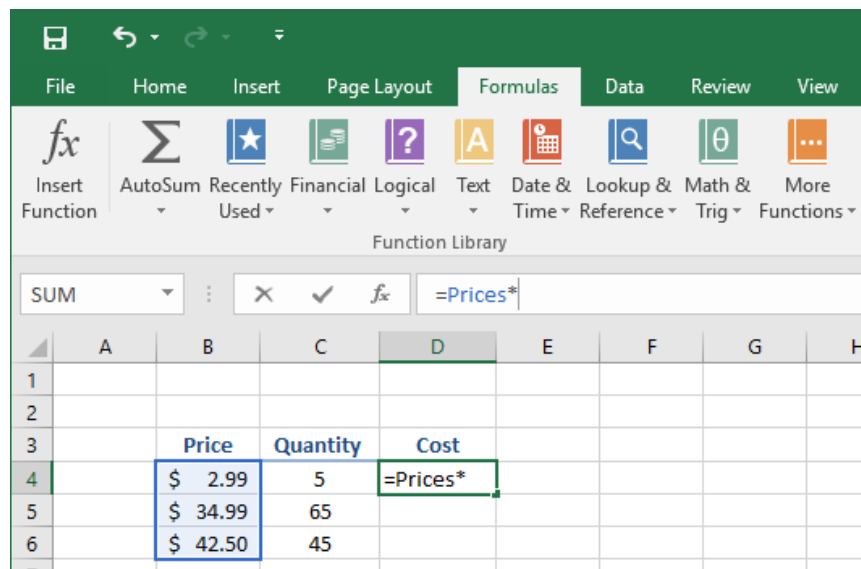 File Home Insert Page Layout Formulas Data Review View
fx Σ ? A θ
Insert AutoSum Recently Financial Logical Text Date & Lookup & Math & More
Function Used Time Reference Trig Functions
Function Library
SUM fx =Prices*
A B C D E F G H
1
2
3 Price Quantity Cost
4 $ 2.99 5 =Prices*
5 $ 34.99 65
6 $ 42.50 45